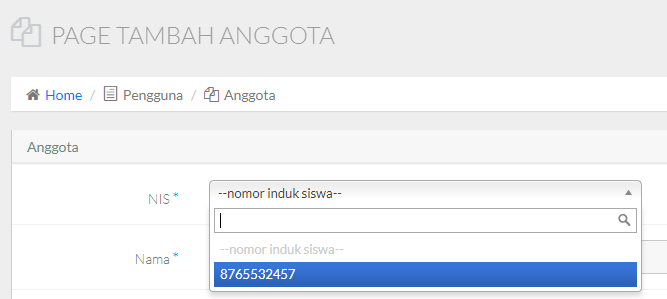 PAGE TAMBAH ANGGOTA
Home / Pengguna / Anggota
Anggota
NIS * --nomor induk siswa--
--nomor induk siswa--
Nama *
8765532457